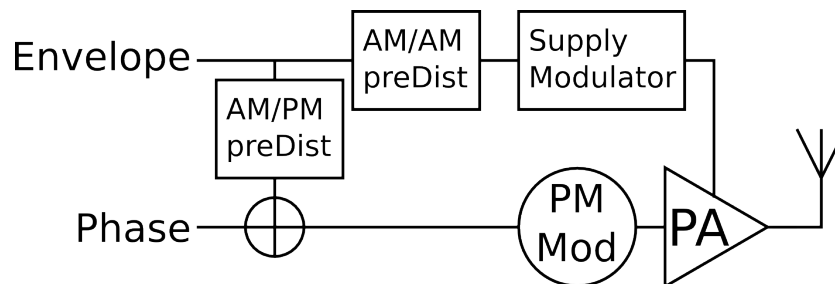 Envelope
AM/AM
preDist
Supply
Modulator
AM/PM
preDist
Phase
PM
Mod
PA